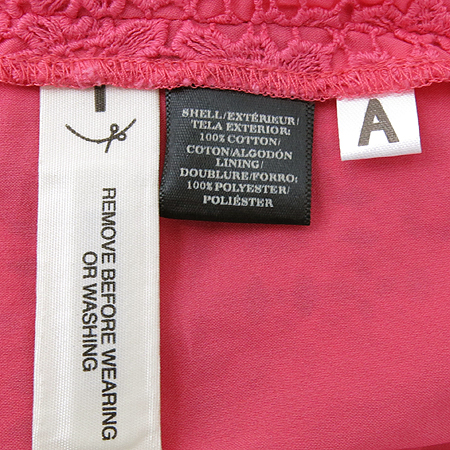 REMOVE BEFORE WEARING
OR WASHING
SHELL/EXTÉRIEUR/
TELA EXTERIOR:
100% COTTON/
COTON/ALGODÓN
LINING/
DOUBLURE/FORRO:
100% POLYESTER/
POLIÉSTER
A